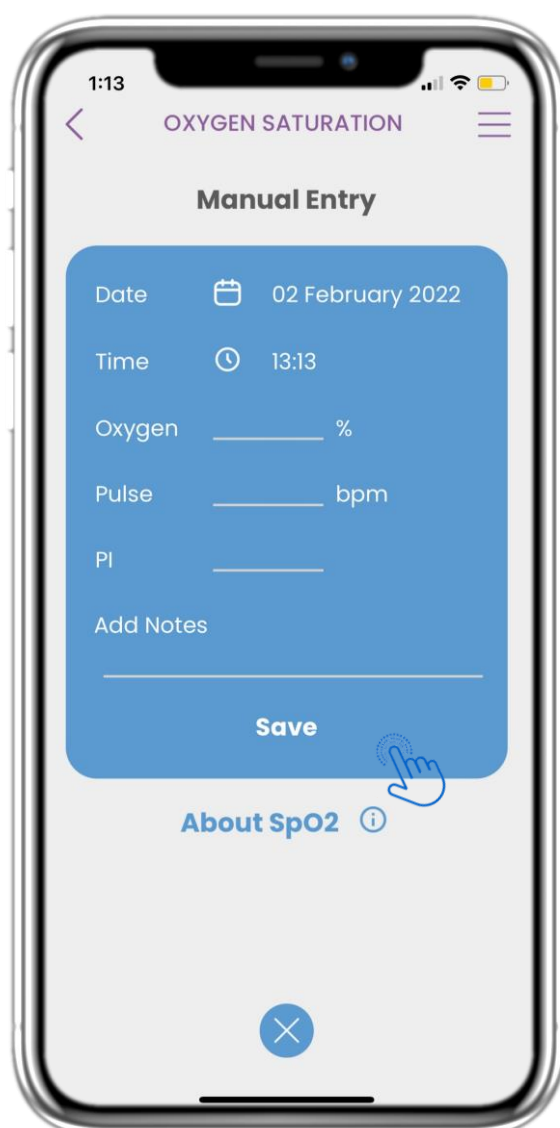 1:13
OXYGEN SATURATION
Manual Entry
Date 02 February 2022
Time 13:13
Oxygen %
Pulse bpm
PI
Add Notes
Save
About SpO2